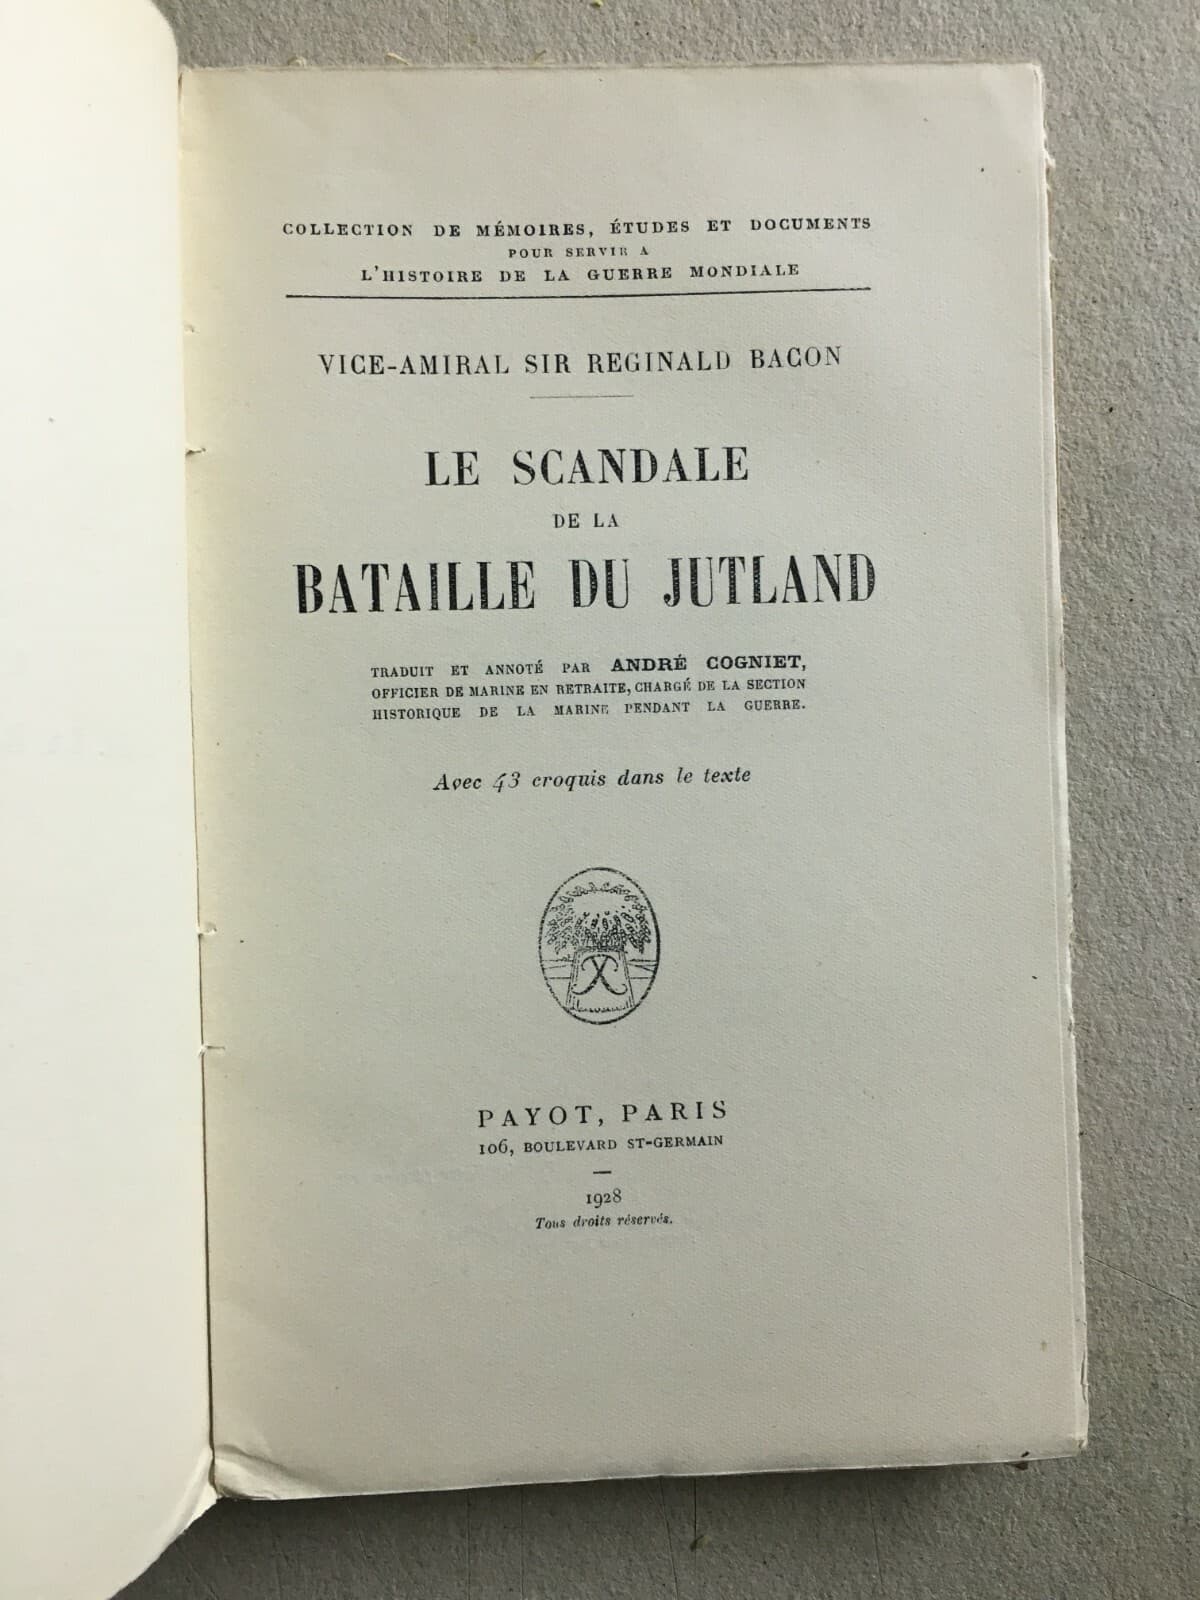 COLLECTION DE MÉMOIRES, ÉTUDES ET DOCUMENTS
POUR SERVIR A
L'HISTOIRE DE LA GUERRE MONDIALE
VICE-AMIRAL SIR REGINALD BACON
LE SCANDALE
DE LA
BATAILLE DU JUTLAND
TRADUIT ET ANNOTÉ PAR ANDRÉ COGNIET,
OFFICIER DE MARINE EN RETRAITE, CHARGÉ DE LA SECTION
HISTORIQUE DE LA MARINE PENDANT LA GUERRE.
Avec 43 croquis dans le texte
PAYOT, PARIS
106, BOULEVARD ST-GERMAIN
1928
Tous droits réservés.